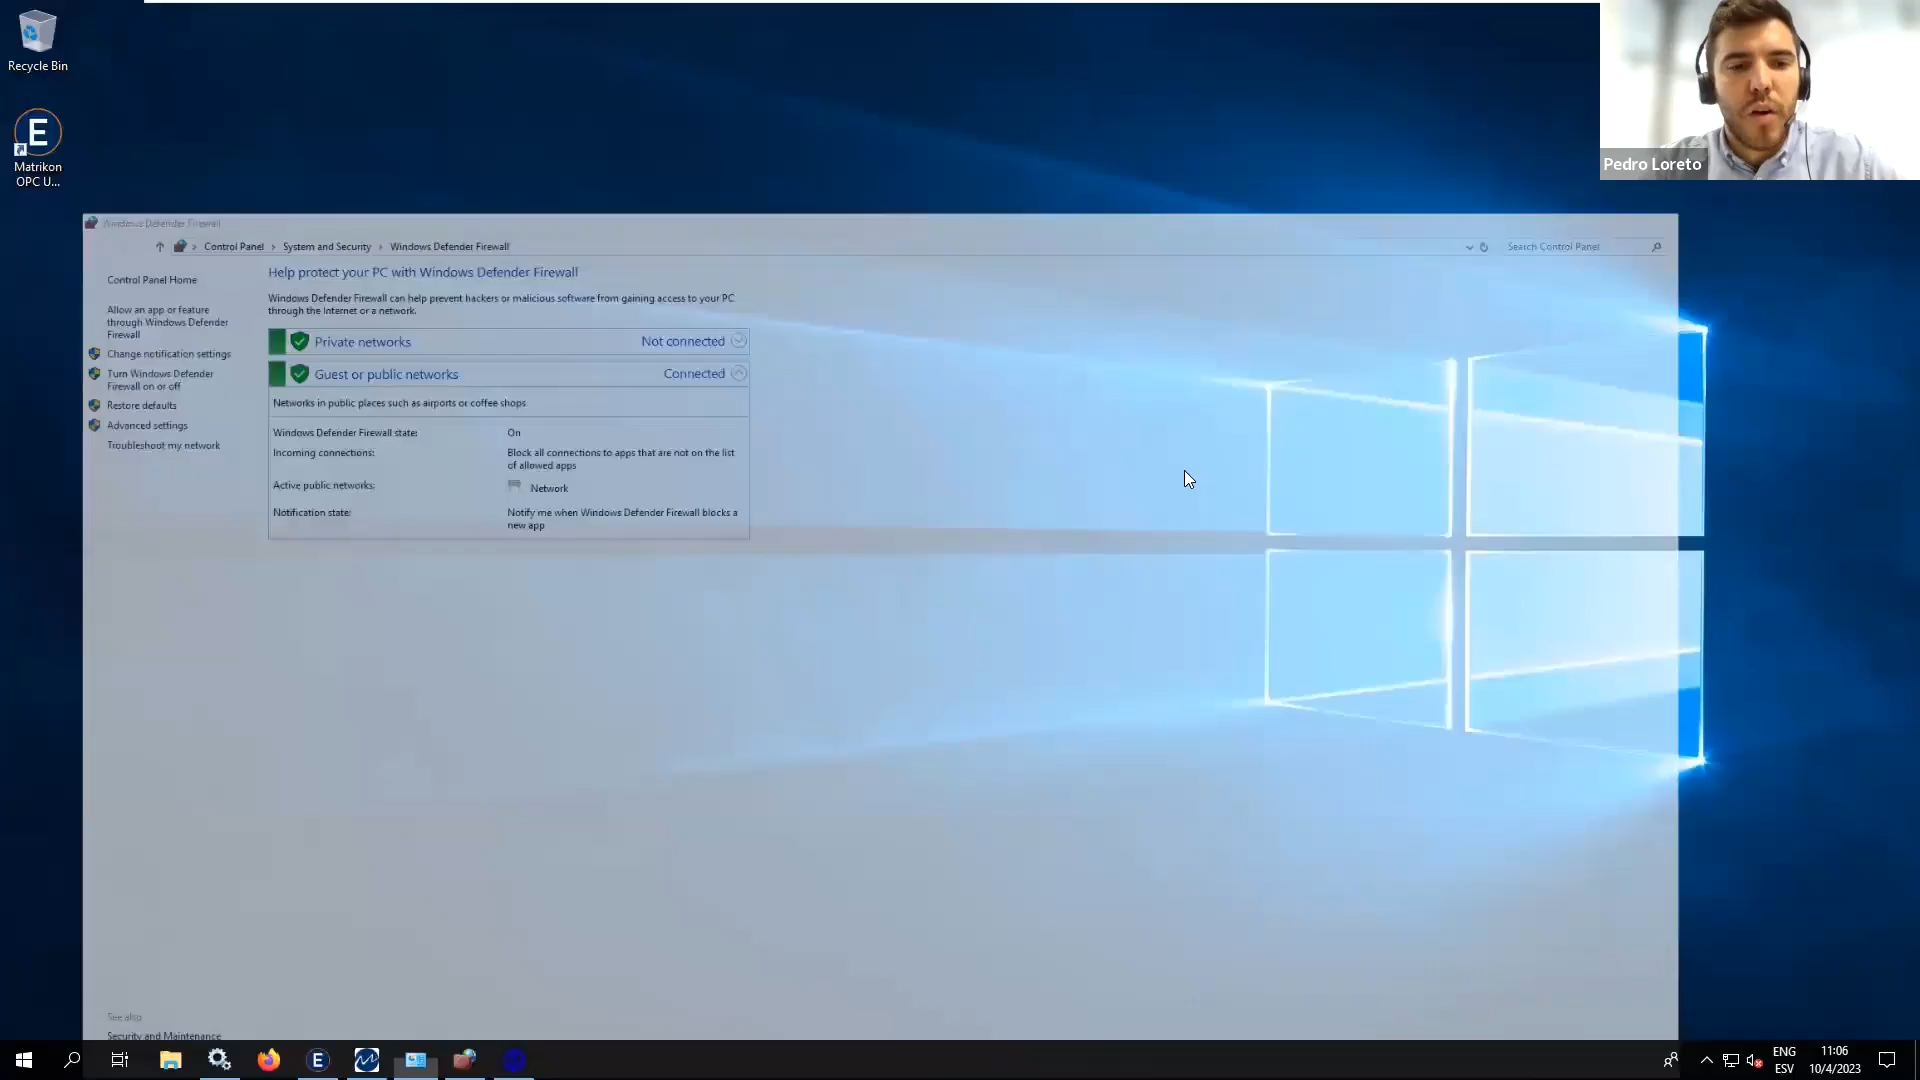 Recycle Bin
Matrikon
OPC U...
Pedro Loreto
Windows Defender Firewall
Control Panel
System and Security
Windows Defender Firewall
Search Control Panel
Control Panel Home
Allow an app or feature
through Windows Defender
Firewall
Change notification settings
Turn Windows Defender
Firewall on or off
Restore defaults
Advanced settings
Troubleshoot my network
Help protect your PC with Windows Defender Firewall
Windows Defender Firewall can help prevent hackers or malicious software from gaining access to your PC
through the Internet or a network.
Private networks
Not connected
Guest or public networks
Connected
Networks in public places such as airports or coffee shops
Windows Defender Firewall state:
On
Incoming connections:
Block all connections to apps that are not on the list
of allowed apps
Active public networks:
Network
Notification state:
Notify me when Windows Defender Firewall blocks a
new app
See also
Security and Maintenance
ENG
ESV
11:06
10/4/2023